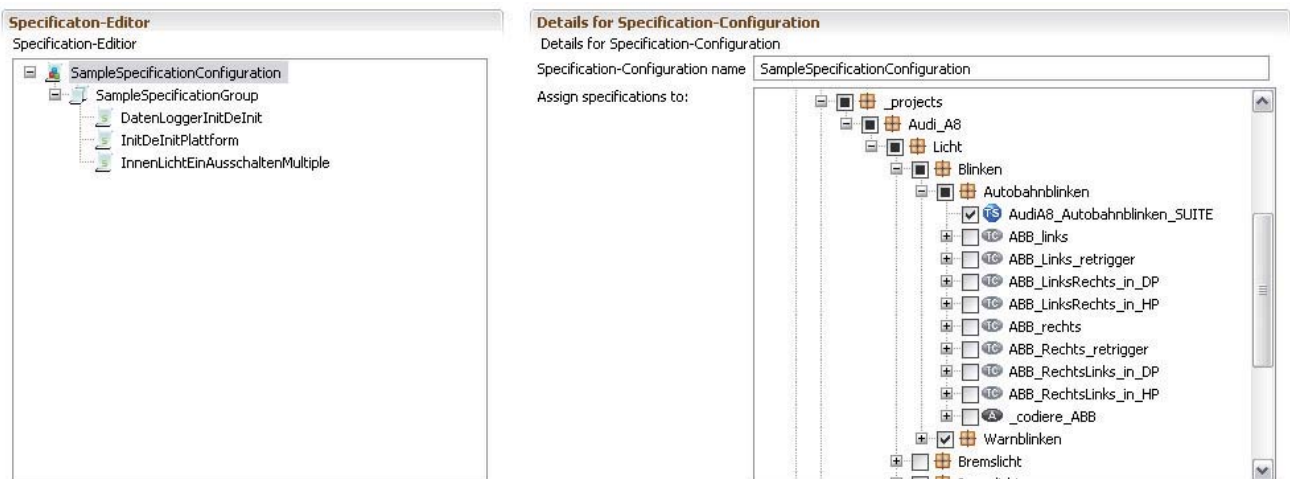 Specificaton-Editor
Specification-Editior
SampleSpecificationConfiguration
SampleSpecificationGroup
DatenLoggerInitDeInit
InitDeInitPlattform
InnenLichtEinAusschaltenMultiple
Details for Specification-Configuration
Details for Specification-Configuration
Specification-Configuration name SampleSpecificationConfiguration
Assign specifications to:
_projects
Audi_A8
Licht
Blinken
Autobahnblinken
TS AudiA8_Autobahnblinken_SUITE
TC ABB_links
TC ABB_Links_retrigger
TC ABB_LinksRechts_in_DP
TC ABB_LinksRechts_in_HP
TC ABB_rechts
TC ABB_Rechts_retrigger
TC ABB_RechtsLinks_in_DP
TC ABB_RechtsLinks_in_HP
A _codiere_ABB
Warnblinken
Bremslicht